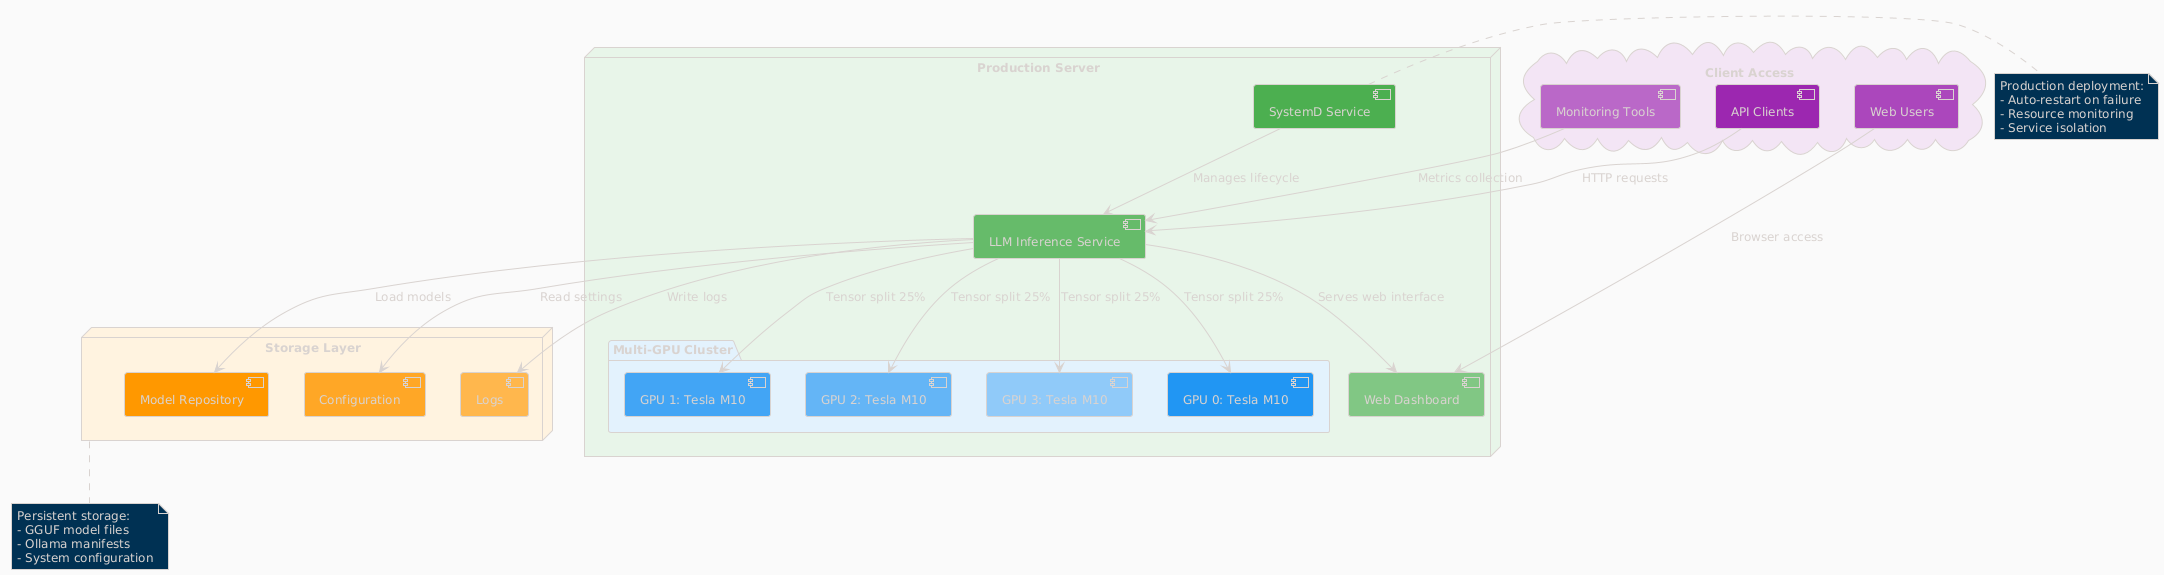 Production Server
Client Access
SystemD Service
Monitoring Tools
API Clients
Web Users
Production deployment:
- Auto-restart on failure
- Resource monitoring
- Service isolation
Manages lifecycle
Metrics collection
HTTP requests
LLM Inference Service
Browser access
Load models
Read settings
Write logs
Tensor split 25%
Tensor split 25%
Tensor split 25%
Tensor split 25%
Serves web interface
Storage Layer
Multi-GPU Cluster
Model Repository
Configuration
Logs
GPU 1: Tesla M10
GPU 2: Tesla M10
GPU 3: Tesla M10
GPU 0: Tesla M10
Web Dashboard
Persistent storage:
- GGUF model files
- Ollama manifests
- System configuration